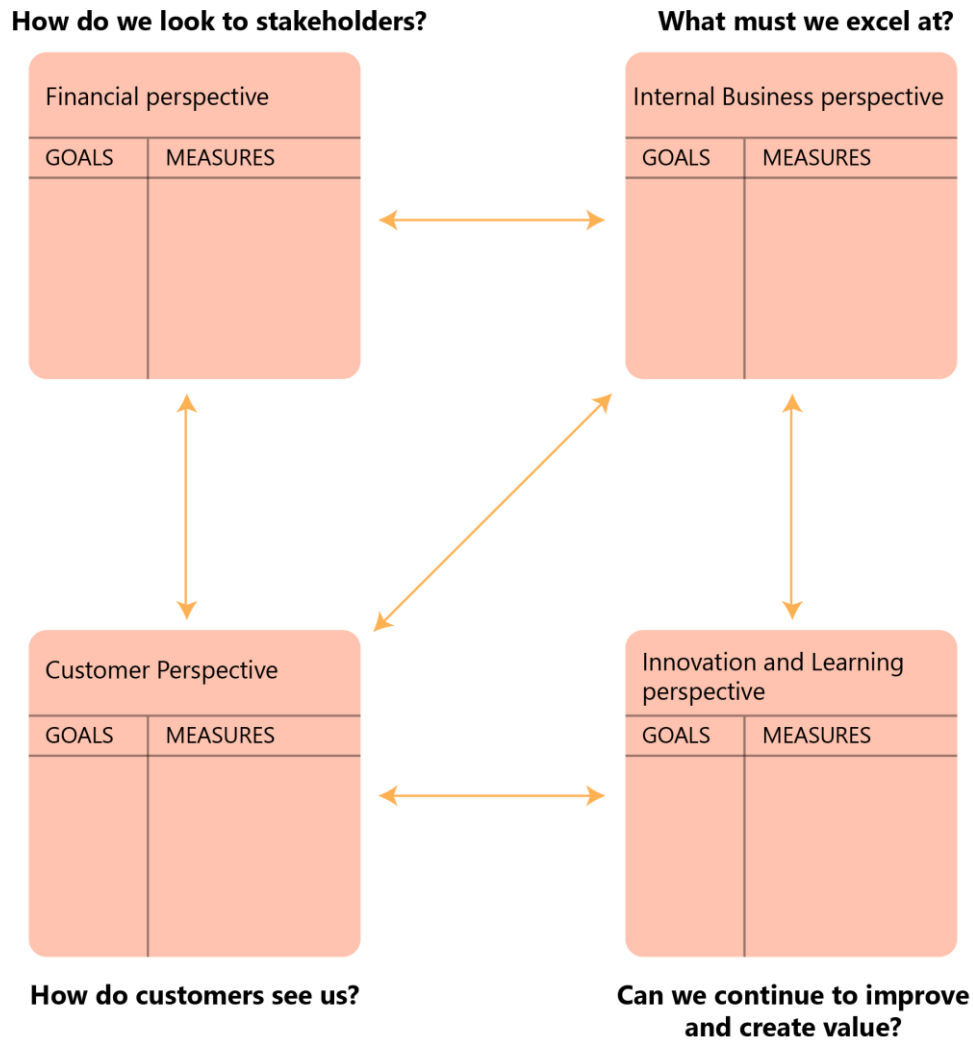 How do we look to stakeholders?
What must we excel at?
Financial perspective
GOALS
MEASURES
Internal Business perspective
GOALS
MEASURES
Customer Perspective
GOALS
MEASURES
Innovation and Learning
perspective
GOALS
MEASURES
How do customers see us?
Can we continue to improve
and create value?